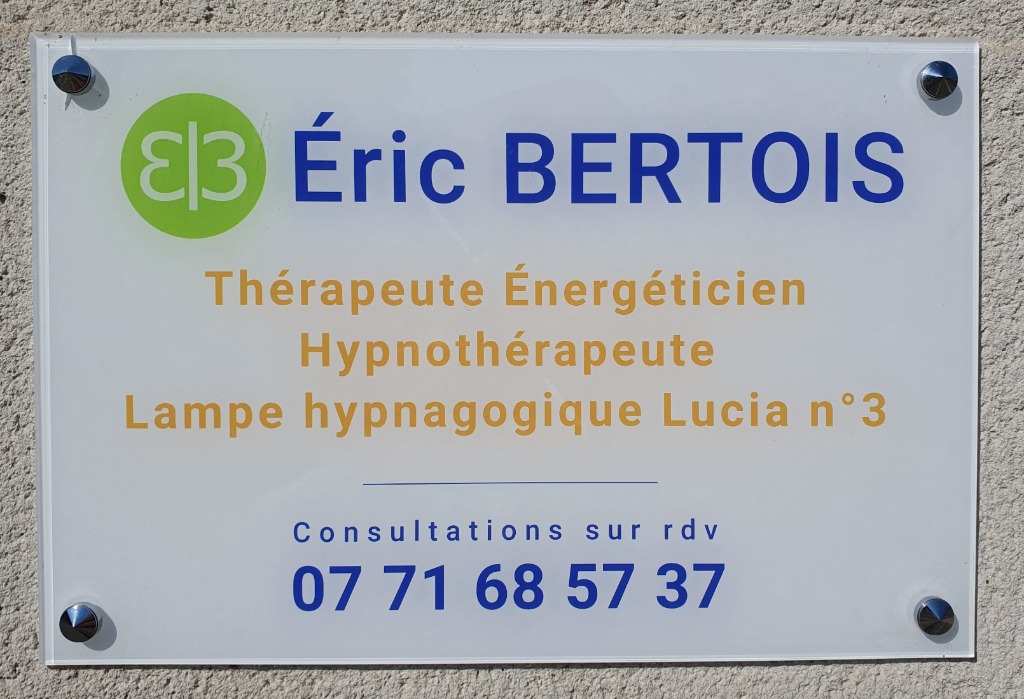 Éric BERTOIS
Thérapeute Énergéticien
Hypnothérapeute
Lampe hypnagogique Lucia n°3
Consultations sur rdv
07 71 68 57 37